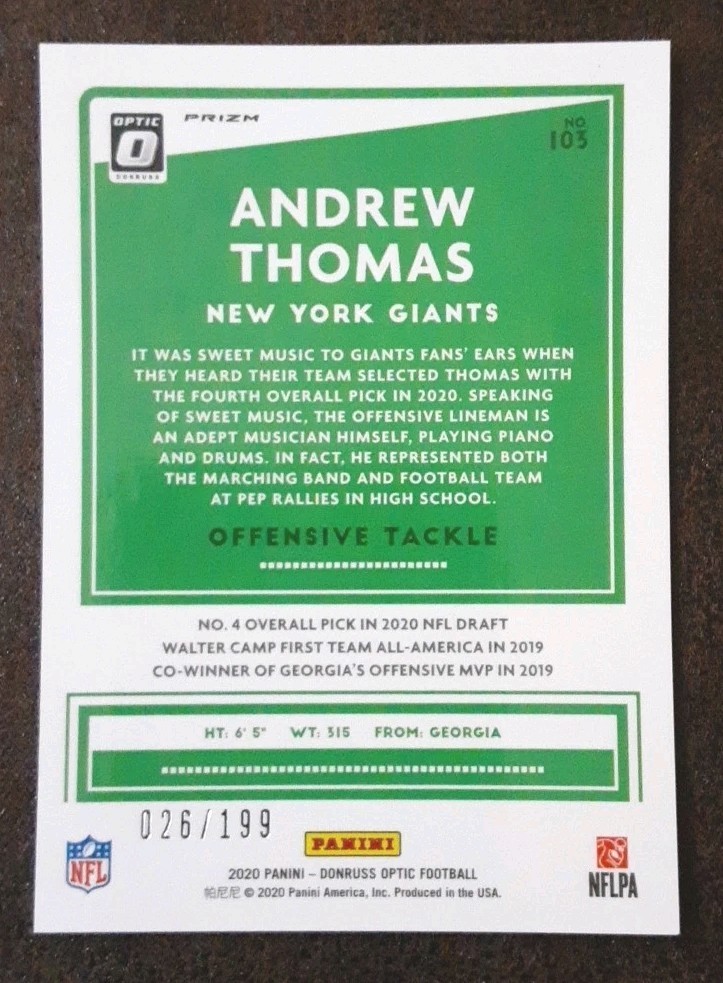 OPTIC
O
DONRUSS
PRIZM
NO
103
ANDREW
THOMAS
NEW YORK GIANTS
IT WAS SWEET MUSIC TO GIANTS FANS' EARS WHEN
THEY HEARD THEIR TEAM SELECTED THOMAS WITH
THE FOURTH OVERALL PICK IN 2020. SPEAKING
OF SWEET MUSIC, THE OFFENSIVE LINEMAN IS
AN ADEPT MUSICIAN HIMSELF, PLAYING PIANO
AND DRUMS. IN FACT, HE REPRESENTED BOTH
THE MARCHING BAND AND FOOTBALL TEAM
AT PEP RALLIES IN HIGH SCHOOL.
OFFENSIVE TACKLE
NO. 4 OVERALL PICK IN 2020 NFL DRAFT
WALTER CAMP FIRST TEAM ALL-AMERICA IN 2019
CO-WINNER OF GEORGIA'S OFFENSIVE MVP IN 2019
HT: 6' 5" WT: 315 FROM: GEORGIA
026/199
NFL
PANINI
NFLPA
2020 PANINI – DONRUSS OPTIC FOOTBALL
帕尼尼 © 2020 Panini America, Inc. Produced in the USA.